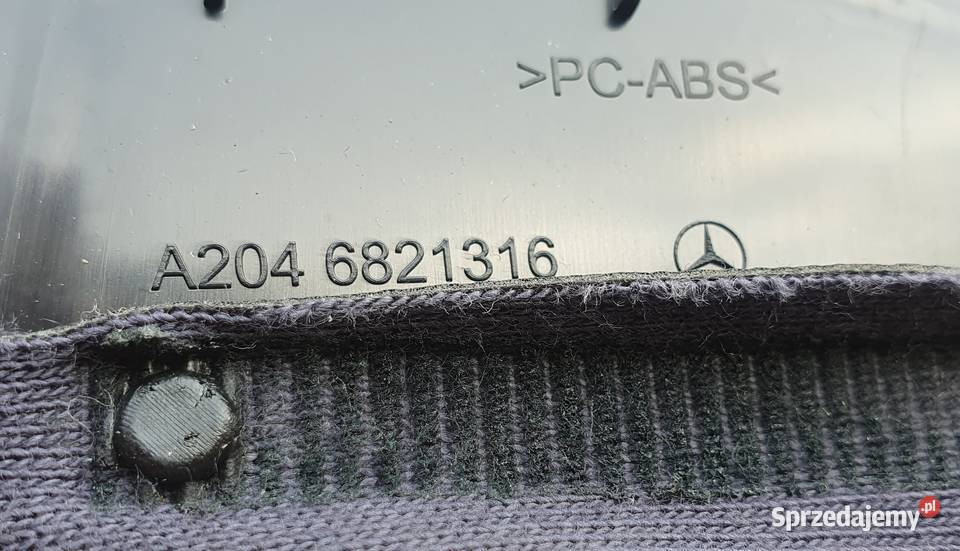 >PC-ABS<
A204 6821316
Sprzedajemy.pl